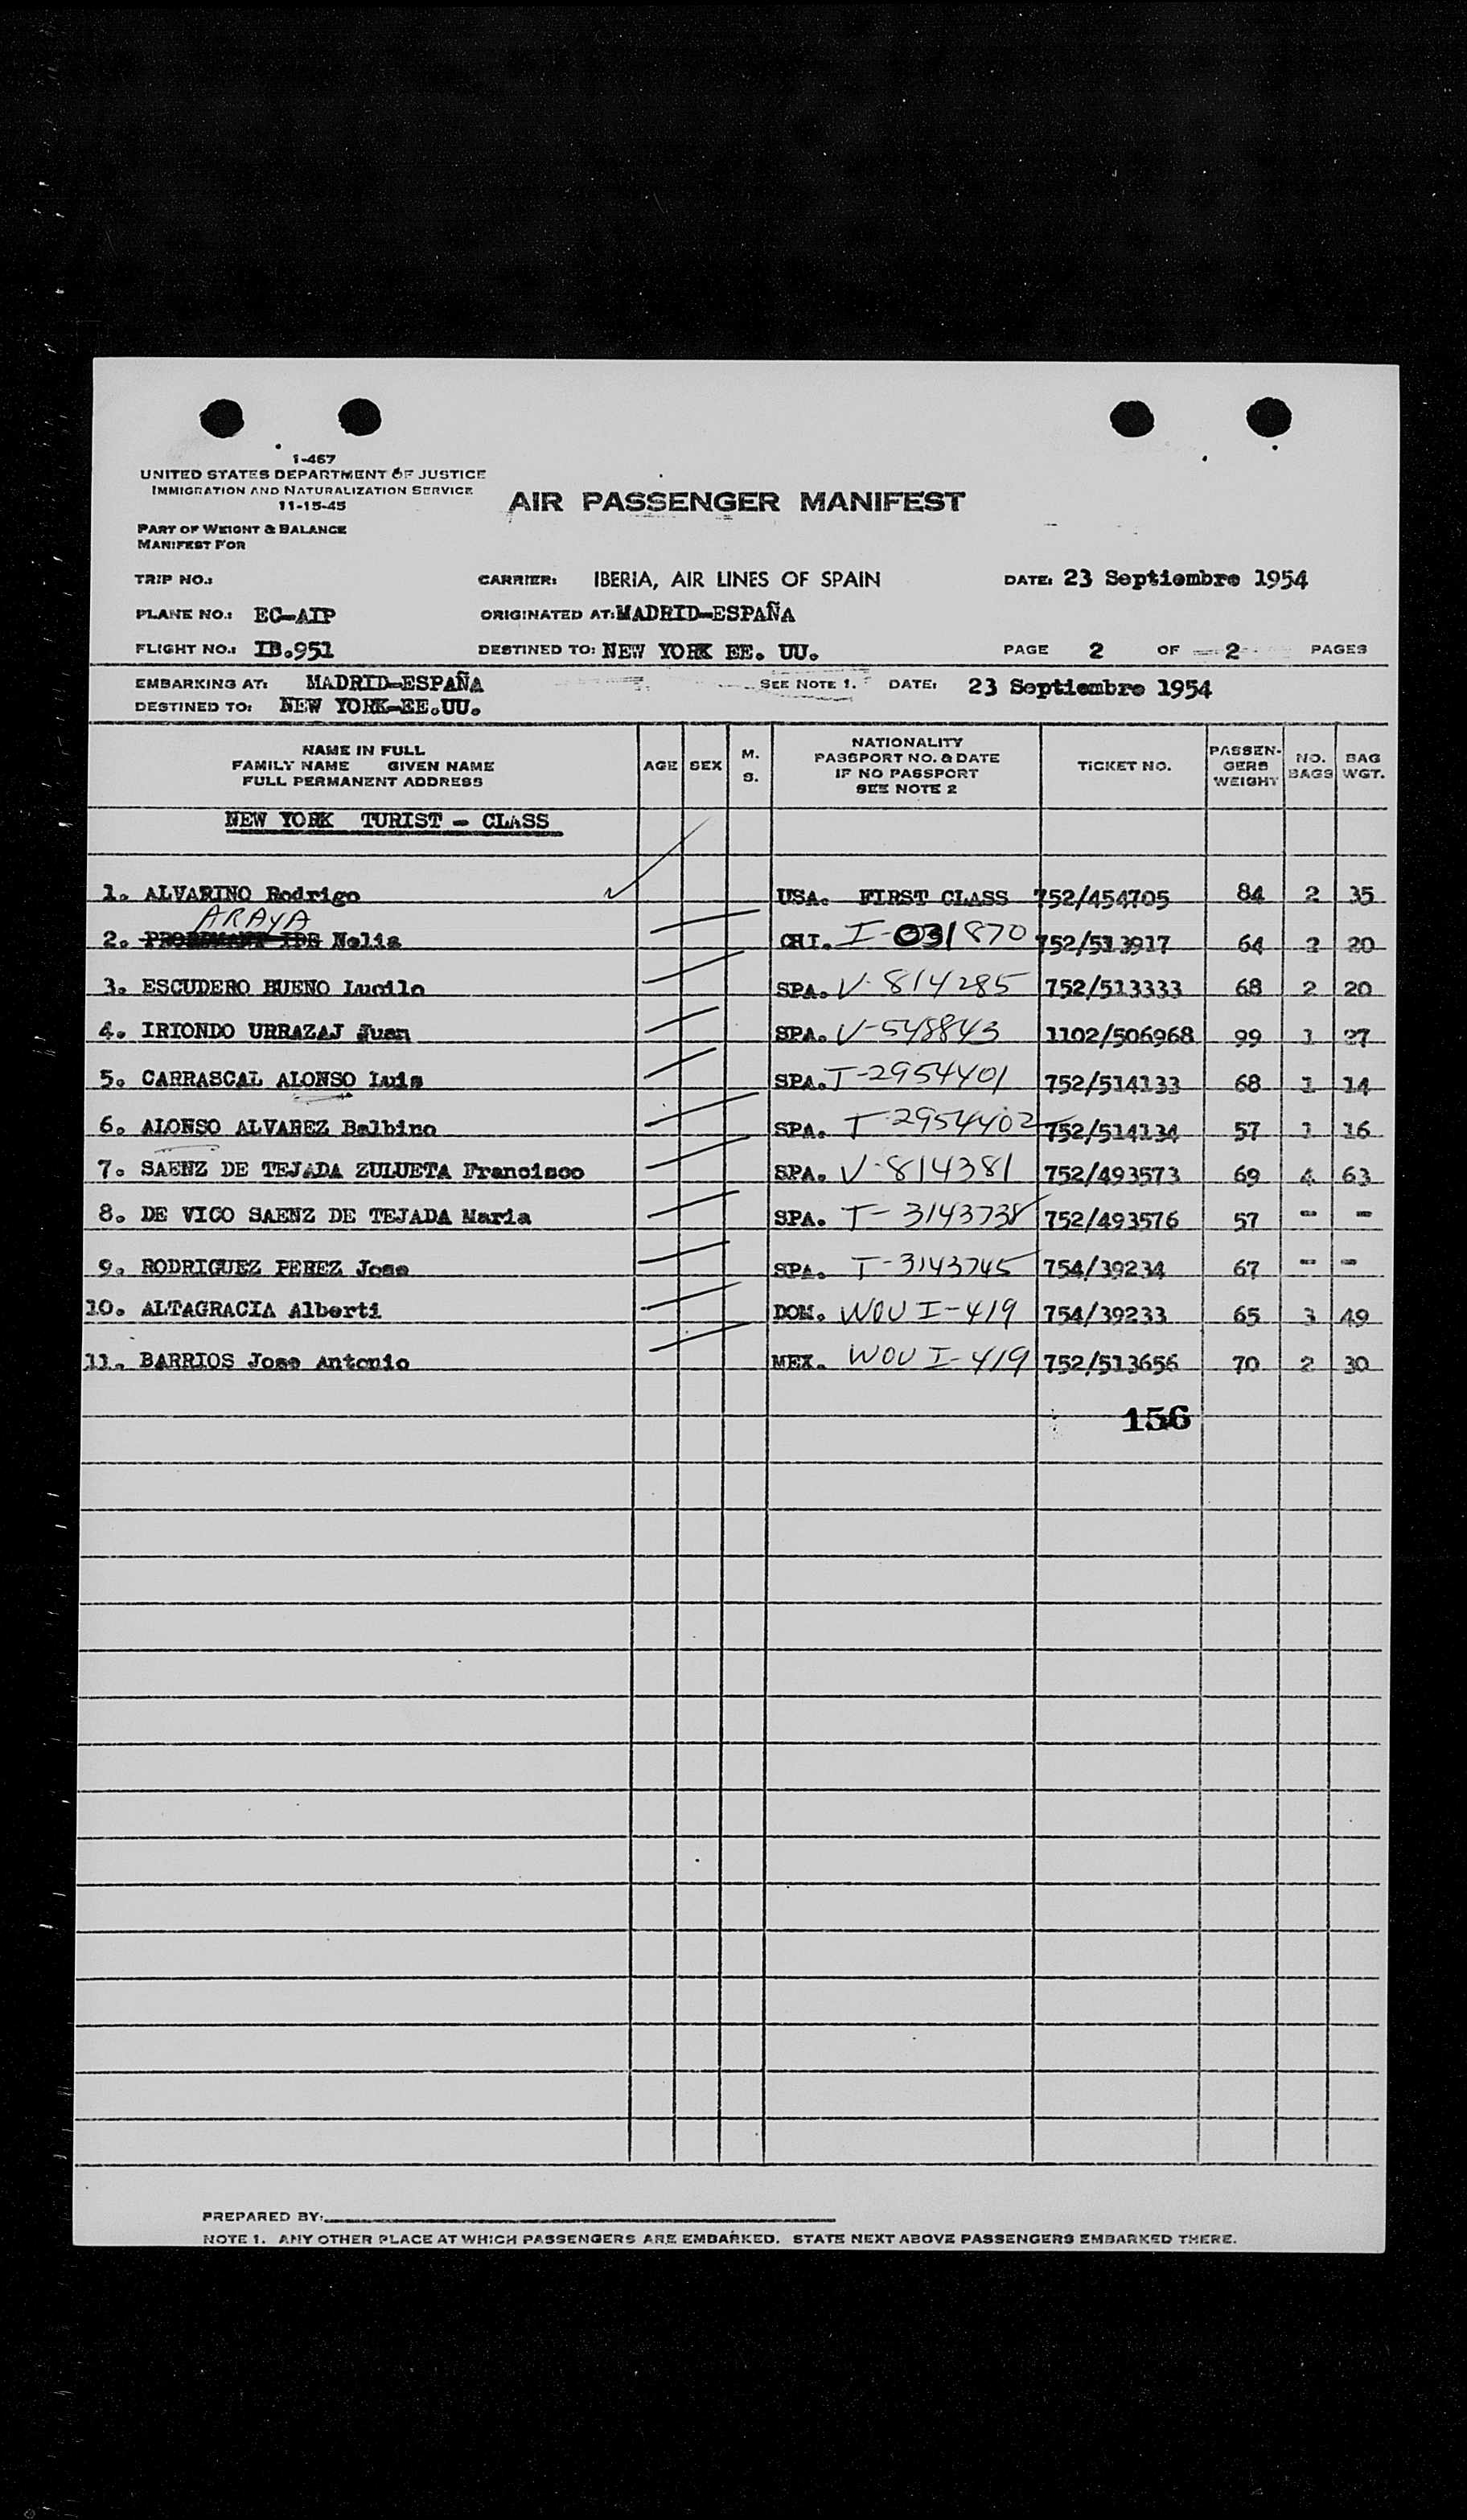 1-467
UNITED STATES DEPARTMENT OF JUSTICE
IMMIGRATION AND NATURALIZATION SERVICE
11-15-45
AIR PASSENGER MANIFEST
PART OF WEIGHT & BALANCE
MANIFEST FOR
TRIP NO.: CARRIER: IBERIA, AIR LINES OF SPAIN DATE: 23 Septiembre 1954
PLANE NO.: EC-AIP ORIGINATED AT: MADRID-ESPAÑA
FLIGHT NO.: IB.951 DESTINED TO: NEW YORK EE. UU. PAGE 2 OF 2 PAGES
EMBARKING AT: MADRID-ESPAÑA SEE NOTE 1. DATE: 23 Septiembre 1954
DESTINED TO: NEW YORK-EE.UU.
NAME IN FULL
FAMILY NAME GIVEN NAME
FULL PERMANENT ADDRESS
AGE SEX M. S.
NATIONALITY
PASSPORT NO. & DATE
IF NO PASSPORT
SEE NOTE 2
TICKET NO.
PASSENGERS WEIGHT
NO. BAGS
BAG WGT.
NEW YORK TURIST - CLASS
1. ALVARINO Rodrigo USA. FIRST CLASS 752/454705 84 2 35
ARAYA
2. Nelia CHI. I-031870 752/513917 64 2 20
3. ESCUDERO BUENO Lucilo SPA. V-814285 752/513333 68 2 20
4. IRIONDO URRAZAJ Juan SPA. V-548843 1102/506968 99 1 27
5. CARRASCAL ALONSO Luis SPA. T-2954401 752/514133 68 1 14
6. ALONSO ALVAREZ Balbino SPA. T-2954402 752/514134 57 1 16
7. SAENZ DE TEJADA ZULUETA Francisco SPA. V-814381 752/493573 69 4 63
8. DE VICO SAENZ DE TEJADA Maria SPA. T-3143738 752/493576 57 - -
9. RODRIGUEZ PEREZ Jose SPA. T-3143745 754/39234 67 - -
10. ALTAGRACIA Alberti DOM. WOU I-419 754/39233 65 3 49
11. BARRIOS Jose Antonio MEX. WOU I-419 752/513656 70 2 30
156
PREPARED BY:
NOTE 1. ANY OTHER PLACE AT WHICH PASSENGERS ARE EMBARKED. STATE NEXT ABOVE PASSENGERS EMBARKED THERE.